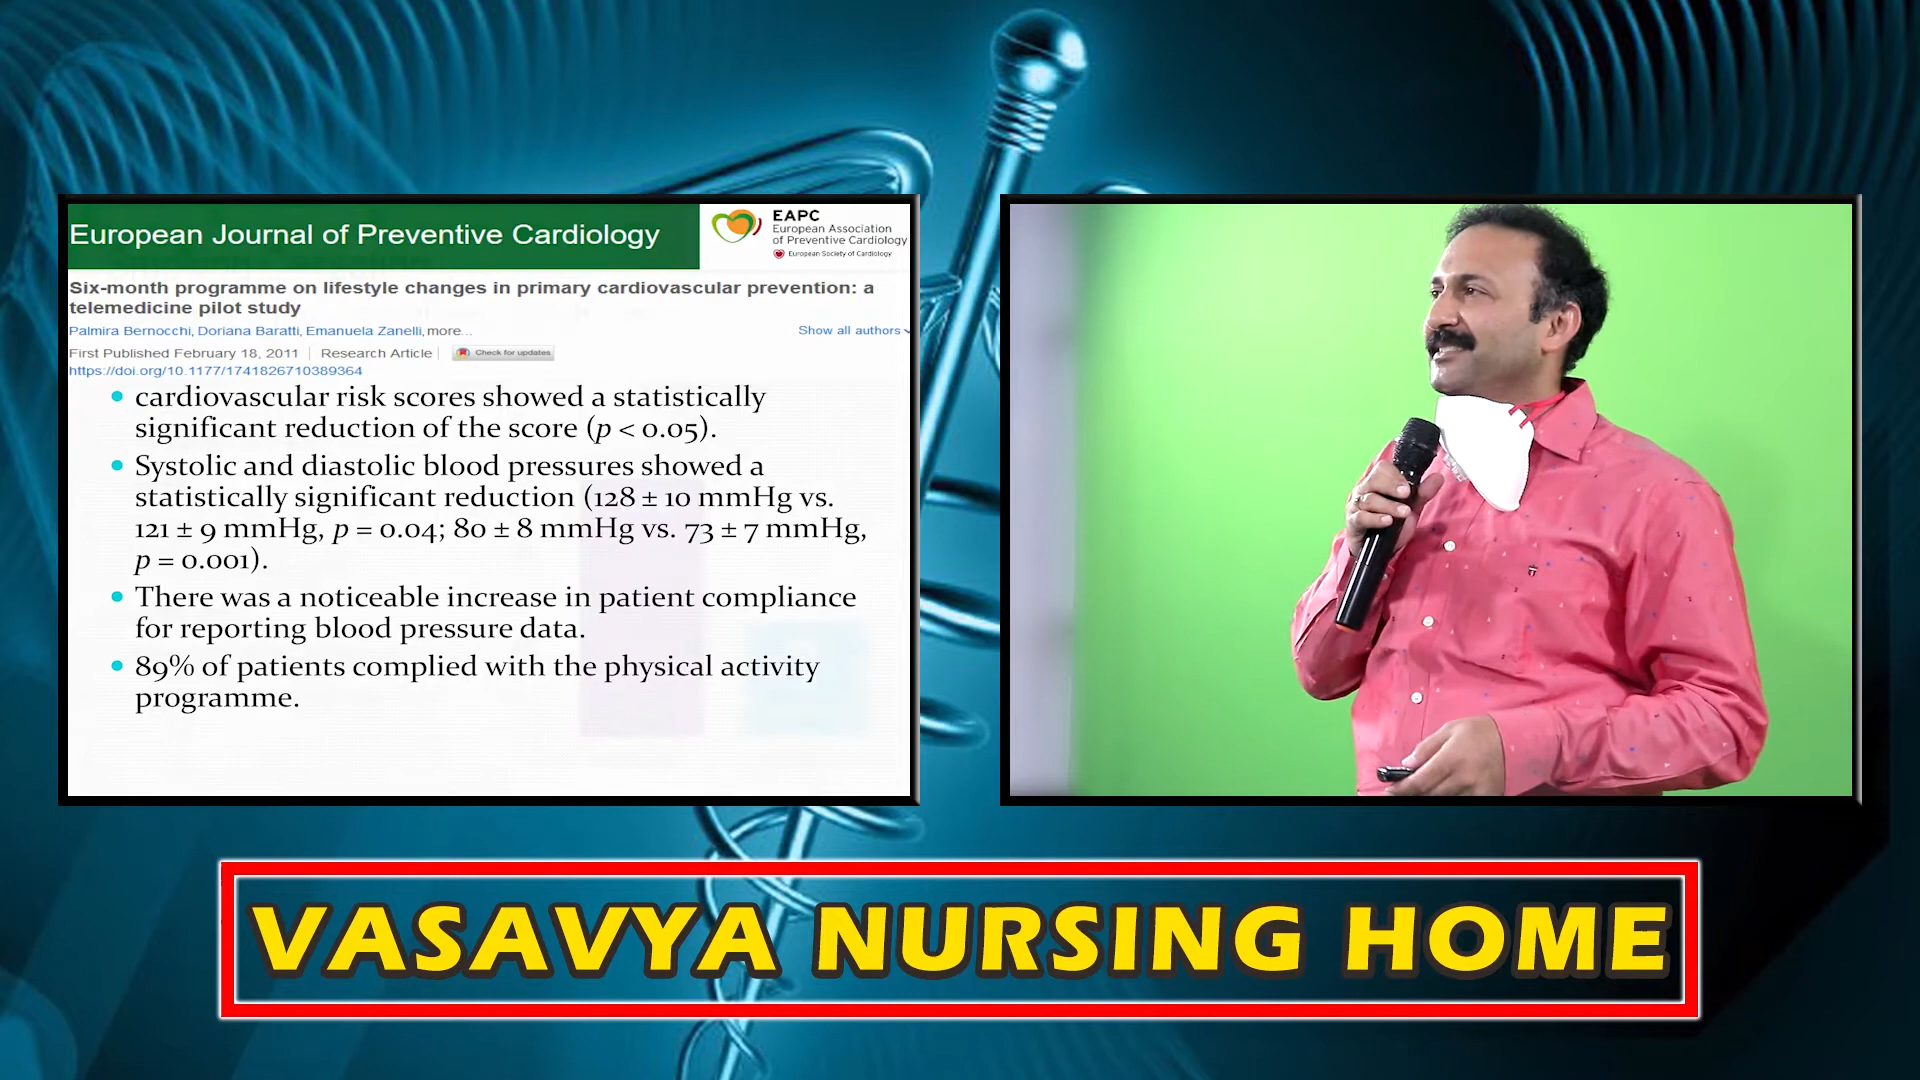 European Journal of Preventive Cardiology
EAPC
European Association
of Preventive Cardiology
European Society of Cardiology
Six-month programme on lifestyle changes in primary cardiovascular prevention: a
telemedicine pilot study
Palmira Bernocchi, Doriana Baratti, Emanuela Zanelli, more...
Show all authors
First Published February 18, 2011 | Research Article |
Check for updates
https://doi.org/10.1177/1741826710389364
• cardiovascular risk scores showed a statistically
significant reduction of the score (p < 0.05).
• Systolic and diastolic blood pressures showed a
statistically significant reduction (128 ± 10 mmHg vs.
121 ± 9 mmHg, p = 0.04; 80 ± 8 mmHg vs. 73 ± 7 mmHg,
p = 0.001).
• There was a noticeable increase in patient compliance
for reporting blood pressure data.
• 89% of patients complied with the physical activity
programme.
VASAVYA NURSING HOME